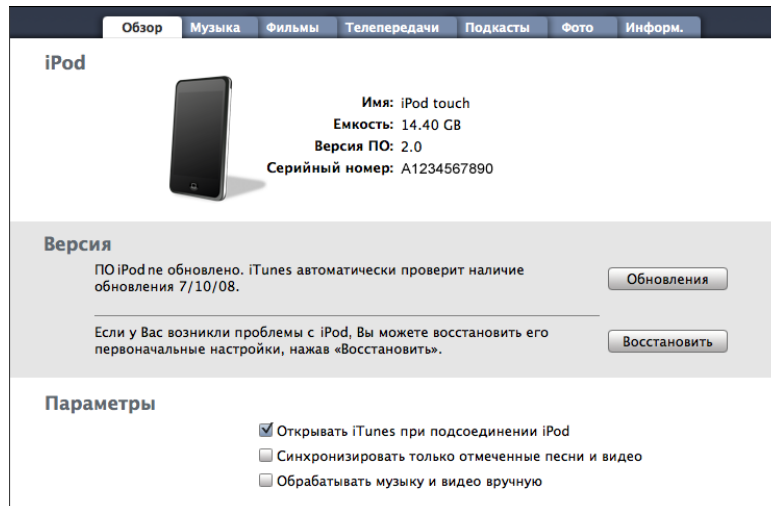 Обзор Музыка Фильмы Телепередачи Подкасты Фото Информ.
iPod
Имя: iPod touch
Емкость: 14.40 GB
Версия ПО: 2.0
Серийный номер: A1234567890
Версия
ПО iPod ne обновлено. iTunes автоматически проверит наличие
обновления 7/10/08.
Обновления
Если у Вас возникли проблемы с iPod, Вы можете восстановить его
первоначальные настройки, нажав «Восстановить».
Восстановить
Параметры
Открывать iTunes при подсоединении iPod
Синхронизировать только отмеченные песни и видео
Обрабатывать музыку и видео вручную